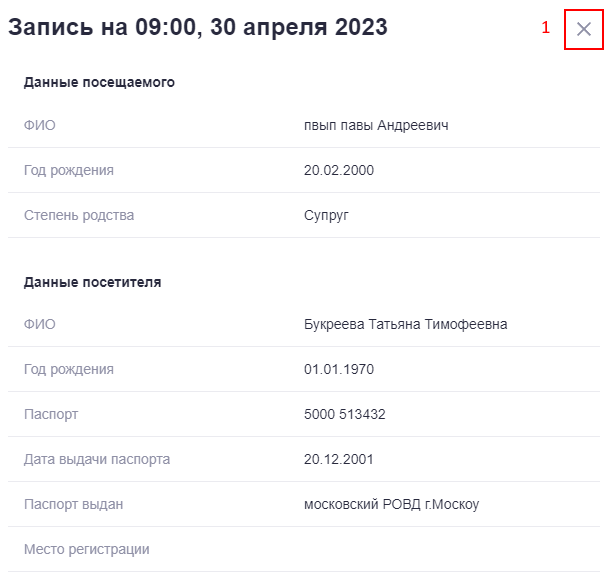 Запись на 09:00, 30 апреля 2023 1
Данные посещаемого
ФИО пвып павы Андреевич
Год рождения 20.02.2000
Степень родства Супруг
Данные посетителя
ФИО Букреева Татьяна Тимофеевна
Год рождения 01.01.1970
Паспорт 5000 513432
Дата выдачи паспорта 20.12.2001
Паспорт выдан московский РОВД г.Москоу
Место регистрации